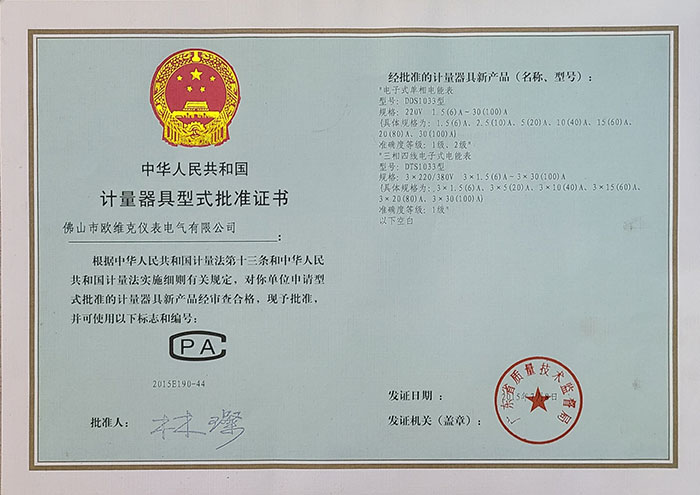 中华人民共和国
计量器具型式批准证书
佛山市欧维克仪表电气有限公司
：
根据中华人民共和国计量法第十三条和中华人民
共和国计量法实施细则有关规定，对你单位申请型
式批准的计量器具新产品经审查合格，现予批准，
并可使用以下标志和编号：
CPA
2015E190-44
批准人：
经批准的计量器具新产品（名称、型号）：
"电子式单相电能表
型号：DDS1033型
规格：220V 1.5(6)A～30(100)A
(具体规格为：1.5(6)A、2.5(10)A、5(20)A、10(40)A、15(60)A、
20(80)A、30(100)A)
准确度等级：1级、2级"
"三相四线电子式电能表
型号：DTS1033型
规格：3×220/380V 3×1.5(6)A～3×30(100)A
(具体规格为：3×1.5(6)A、3×5(20)A、3×10(40)A、3×15(60)A、
3×20(80)A、3×30(100)A)
准确度等级：1级"
以下空白
发证日期：
发证机关（盖章）：
广东省质量技术监督局